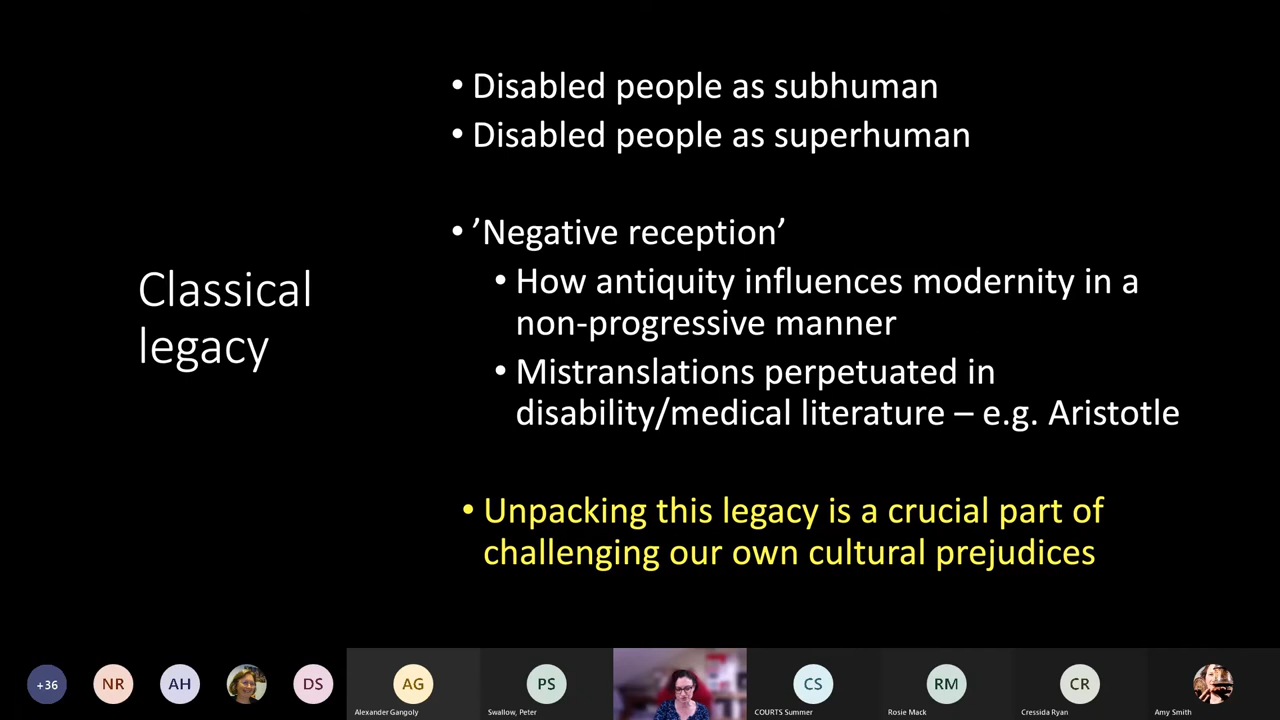 Classical
legacy
• Disabled people as subhuman
• Disabled people as superhuman
• ’Negative reception’
• How antiquity influences modernity in a
non-progressive manner
• Mistranslations perpetuated in
disability/medical literature – e.g. Aristotle
• Unpacking this legacy is a crucial part of
challenging our own cultural prejudices
+36
NR
AH
DS
AG
Alexander Gangoly
PS
Swallow, Peter
CS
COURTS Summer
RM
Rosie Mack
CR
Cressida Ryan
Amy Smith